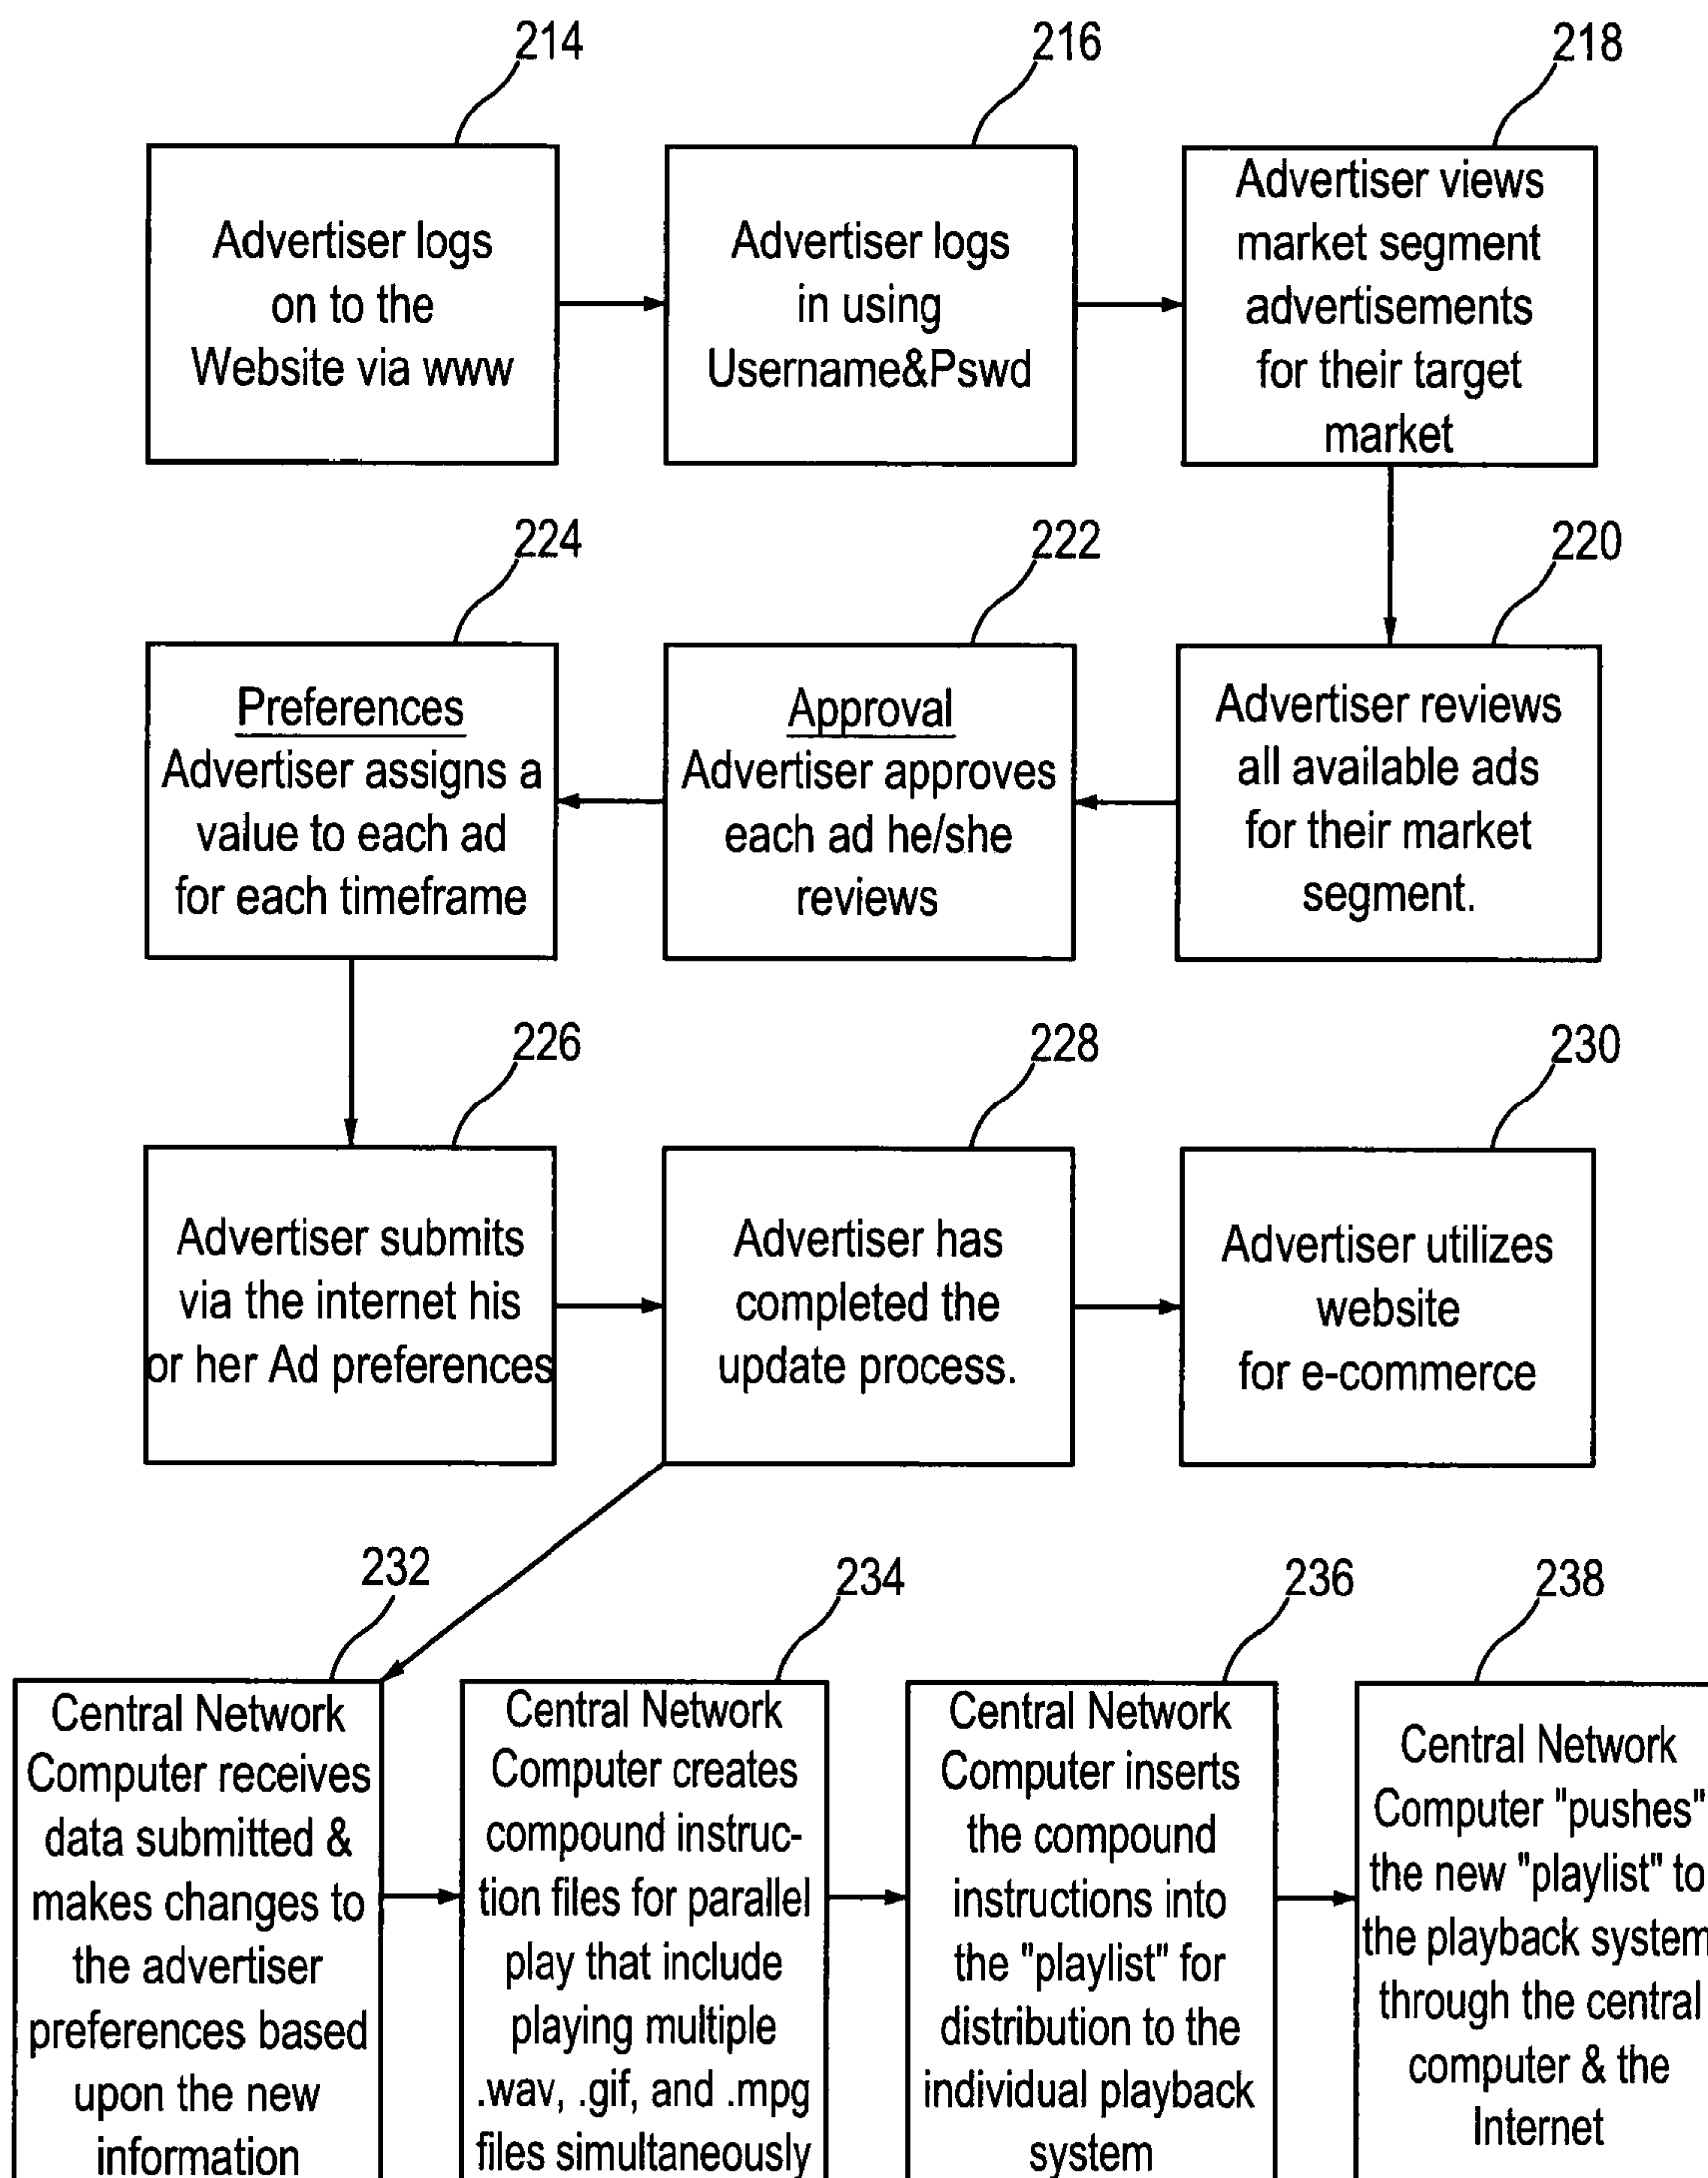 214
Advertiser logs
on to the
Website via www
216
Advertiser logs
in using
Username&Pswd
218
Advertiser views
market segment
advertisements
for their target
market
220
Advertiser reviews
all available ads
for their market
segment.
222
Approval
Advertiser approves
each ad he/she
reviews
224
Preferences
Advertiser assigns a
value to each ad
for each timeframe
226
Advertiser submits
via the internet his
or her Ad preferences
228
Advertiser has
completed the
update process.
230
Advertiser utilizes
website
for e-commerce
232
Central Network
Computer receives
data submitted &
makes changes to
the advertiser
preferences based
upon the new
information
234
Central Network
Computer creates
compound instruc-
tion files for parallel
play that include
playing multiple
.wav, .gif, and .mpg
files simultaneously
236
Central Network
Computer inserts
the compound
instructions into
the "playlist" for
distribution to the
individual playback
system
238
Central Network
Computer "pushes"
the new "playlist" to
the playback system
through the central
computer & the
Internet